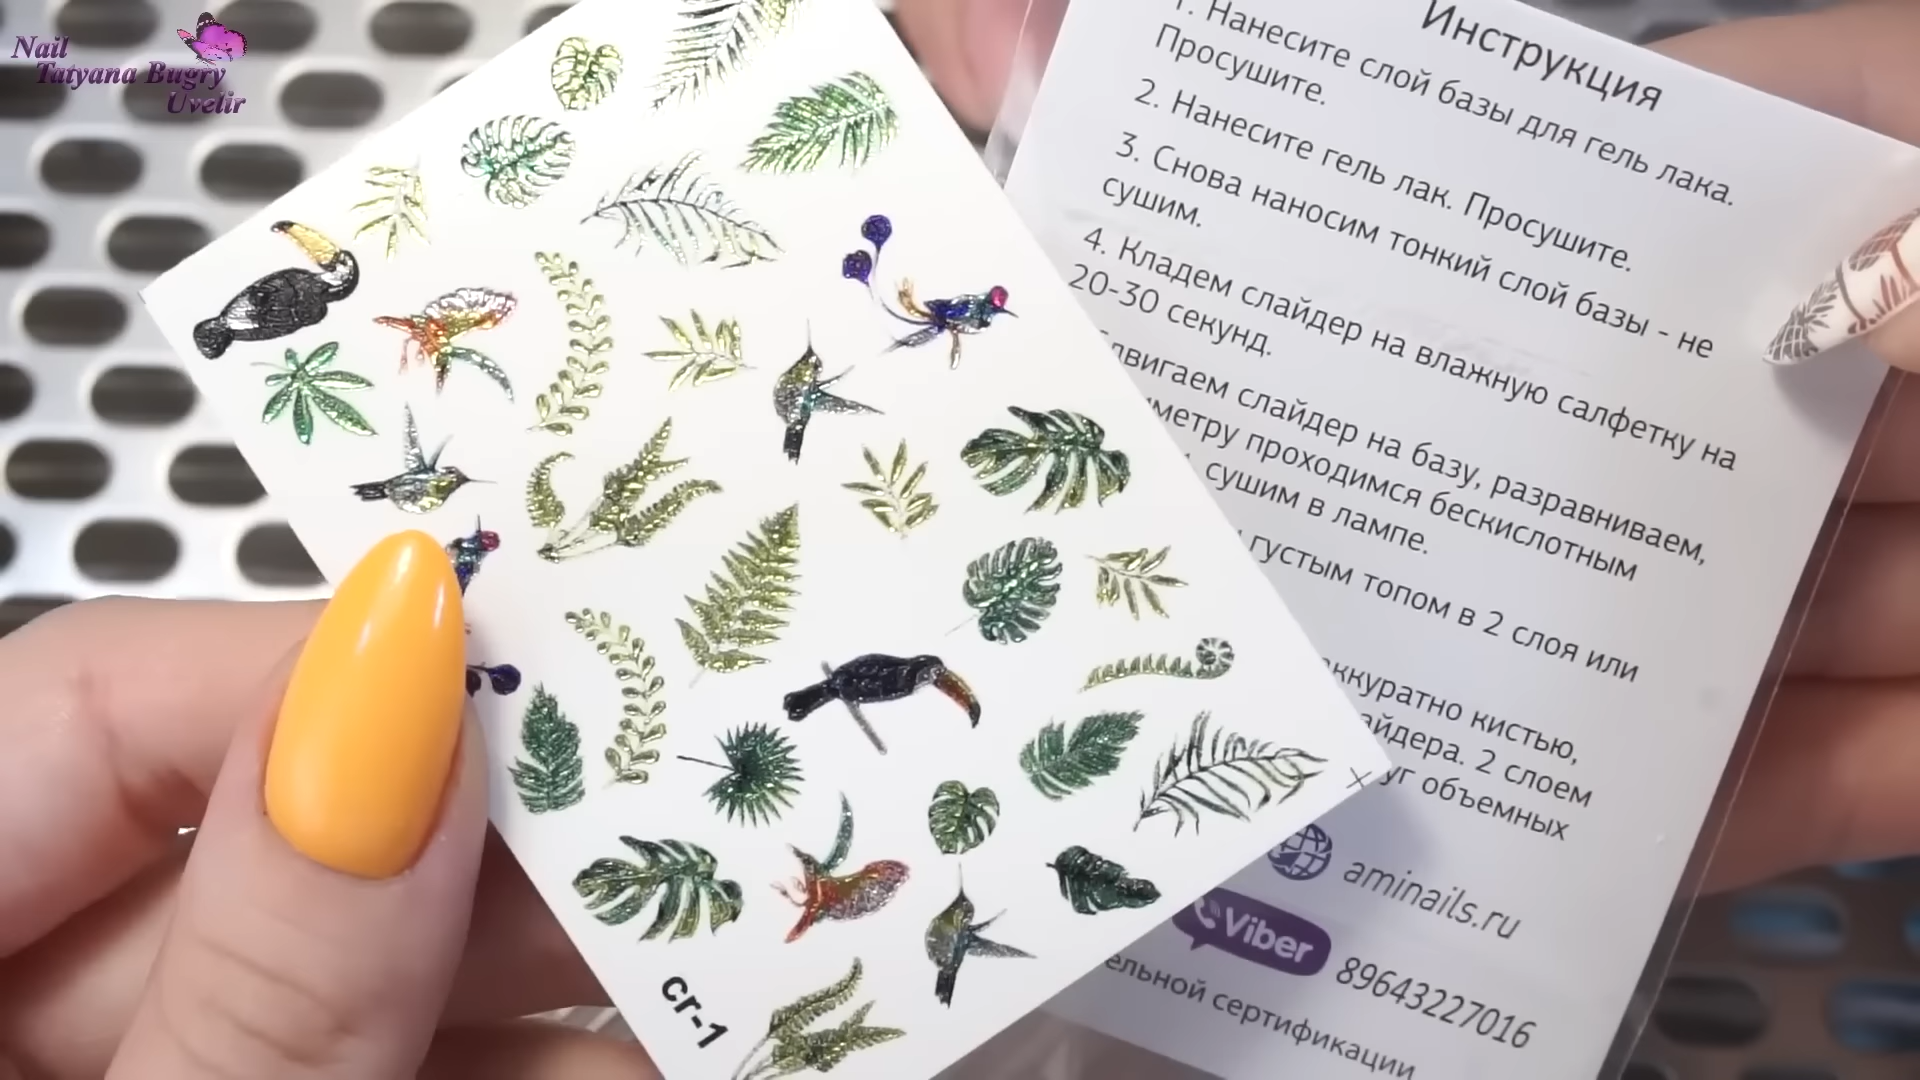 Nail
Tatyana Bugry
Uvelir
Инструкция
1. Нанесите слой базы для гель лака.
Просушите.
2. Нанесите гель лак. Просушите.
3. Снова наносим тонкий слой базы - не
сушим.
4. Кладем слайдер на влажную салфетку на
20-30 секунд.
двигаем слайдер на базу, разравниваем,
иметру проходимся бескислотным
, сушим в лампе.
густым топом в 2 слоя или
ккуратно кистью,
айдера. 2 слоем
уг объемных
aminails.ru
Viber
89643227016
ельной сертификации
cr-1